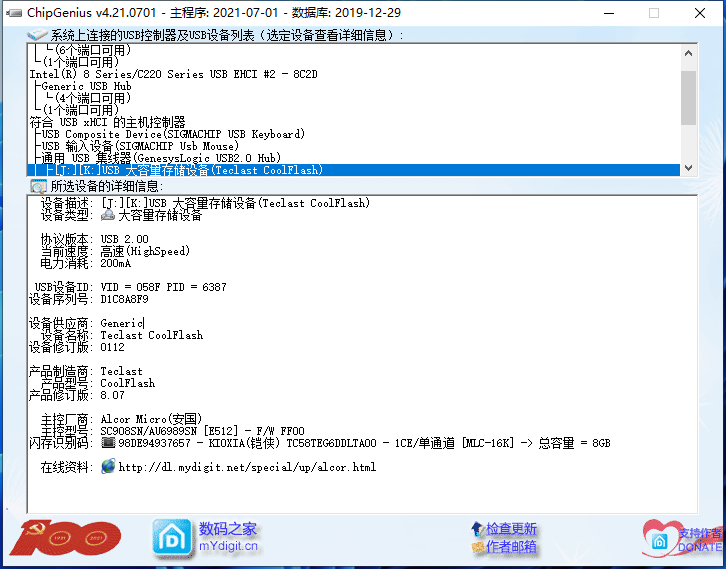 ChipGenius v4.21.0701 - 主程序: 2021-07-01 - 数据库: 2019-12-29
系统上连接的USB控制器及USB设备列表（选定设备查看详细信息）:
(6个端口可用)
(1个端口可用)
Intel(R) 8 Series/C220 Series USB EHCI #2 - 8C2D
Generic USB Hub
(4个端口可用)
(1个端口可用)
符合 USB xHCI 的主机控制器
USB Composite Device(SIGMACHIP USB Keyboard)
USB 输入设备(SIGMACHIP Usb Mouse)
通用 USB 集线器(GenesysLogic USB2.0 Hub)
[J:][K:]USB 大容量存储设备(Teclast CoolFlash)
所选设备的详细信息:
设备描述: [J:][K:]USB 大容量存储设备(Teclast CoolFlash)
设备类型: 大容量存储设备
协议版本: USB 2.00
当前速度: 高速(HighSpeed)
电力消耗: 200mA
USB设备ID: VID = 058F PID = 6387
设备序列号: D1C8A8F9
设备供应商: Generic
设备名称: Teclast CoolFlash
设备修订版: 0112
产品制造商: Teclast
产品型号: CoolFlash
产品修订版: 8.07
主控厂商: Alcor Micro(安国)
主控型号: SC908SN/AU6989SN [E512] - F/W FF00
闪存识别码: 98DE94937657 - KIOXIA(铠侠) TC58TEG6DDLTA00 - 1CE/单通道 [MLC-16K] -> 总容量 = 8GB
在线资料: http://dl.mydigit.net/special/up/alcor.html
100
1921
2021
数码之家
mYdigit.cn
检查更新
作者邮箱
支持作者
DONATE